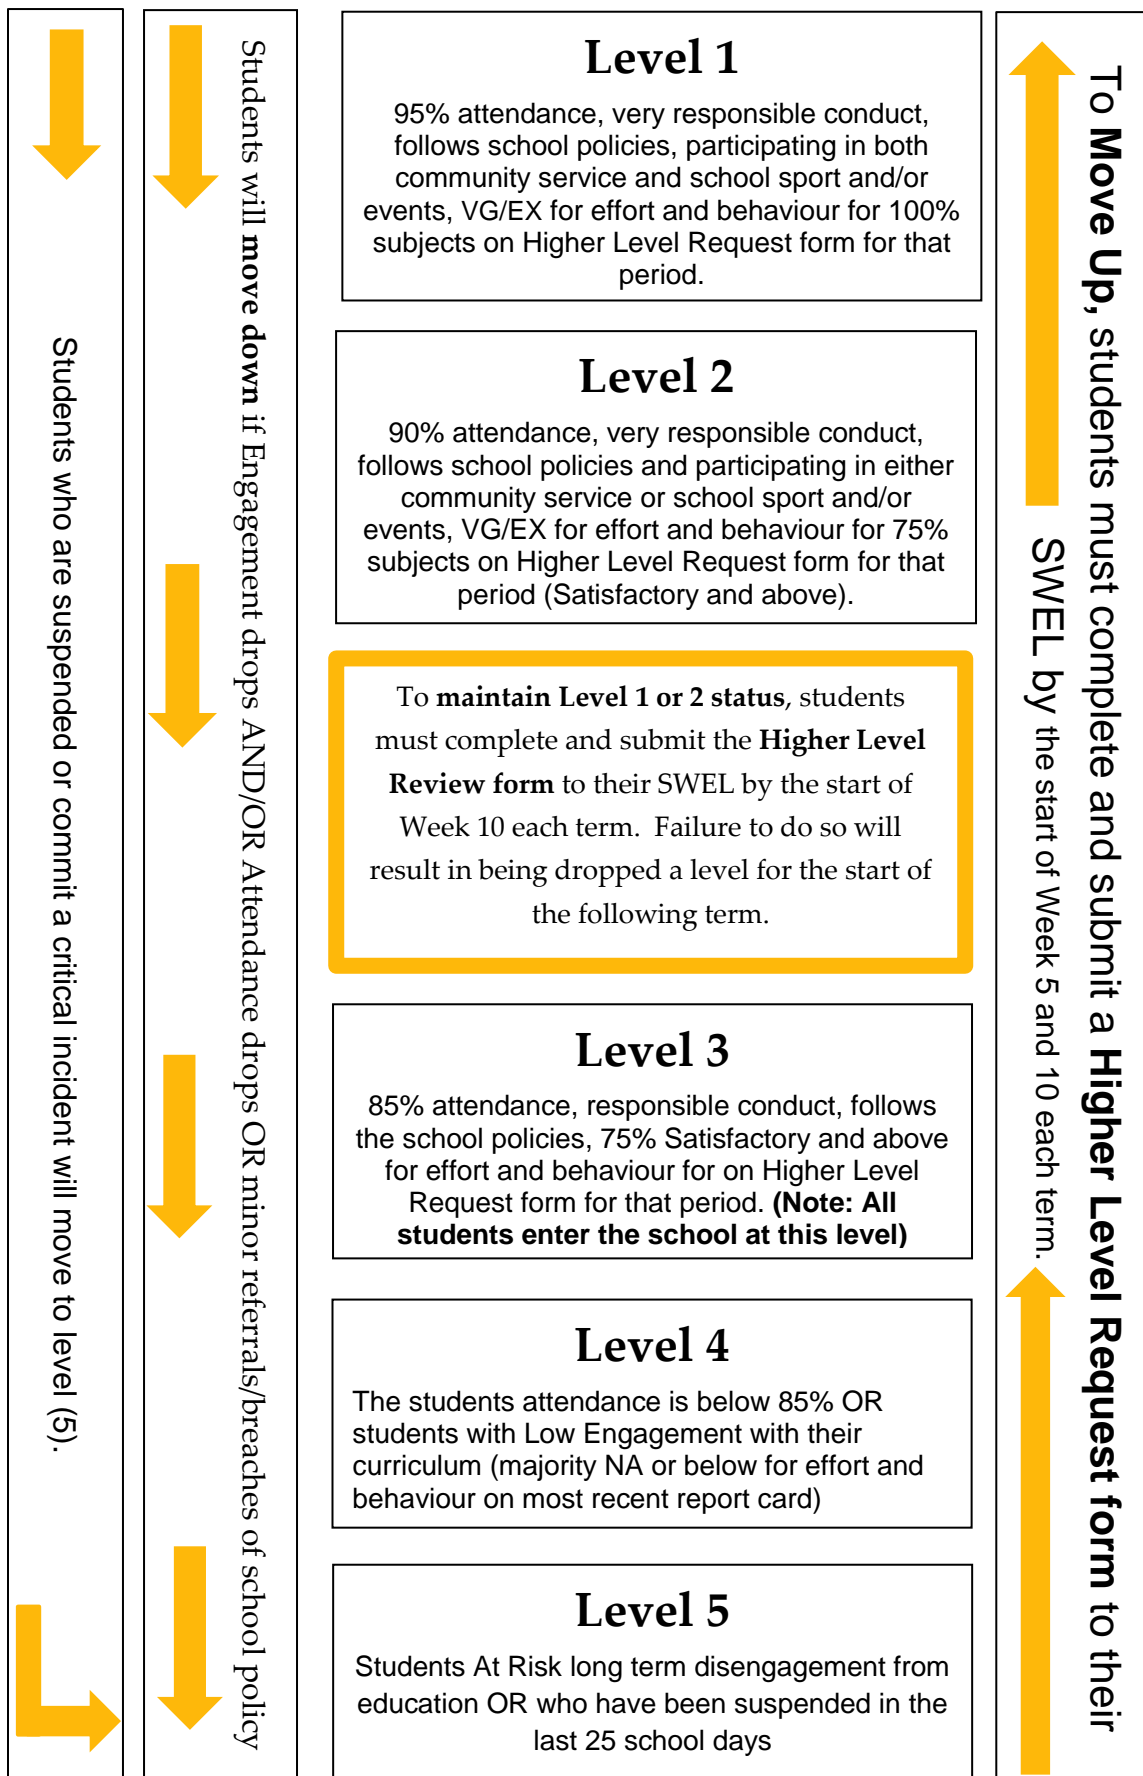 Students who are suspended or commit a critical incident will move to level (5).
Students will move down if Engagement drops AND/OR Attendance drops OR minor referrals/breaches of school policy
Level 1
95% attendance, very responsible conduct,
follows school policies, participating in both
community service and school sport and/or
events, VG/EX for effort and behaviour for 100%
subjects on Higher Level Request form for that
period.
Level 2
90% attendance, very responsible conduct,
follows school policies and participating in either
community service or school sport and/or
events, VG/EX for effort and behaviour for 75%
subjects on Higher Level Request form for that
period (Satisfactory and above).
To maintain Level 1 or 2 status, students
must complete and submit the Higher Level
Review form to their SWEL by the start of
Week 10 each term. Failure to do so will
result in being dropped a level for the start of
the following term.
Level 3
85% attendance, responsible conduct, follows
the school policies, 75% Satisfactory and above
for effort and behaviour for on Higher Level
Request form for that period. (Note: All
students enter the school at this level)
Level 4
The students attendance is below 85% OR
students with Low Engagement with their
curriculum (majority NA or below for effort and
behaviour on most recent report card)
Level 5
Students At Risk long term disengagement from
education OR who have been suspended in the
last 25 school days
To Move Up, students must complete and submit a Higher Level Request form to their
SWEL by the start of Week 5 and 10 each term.